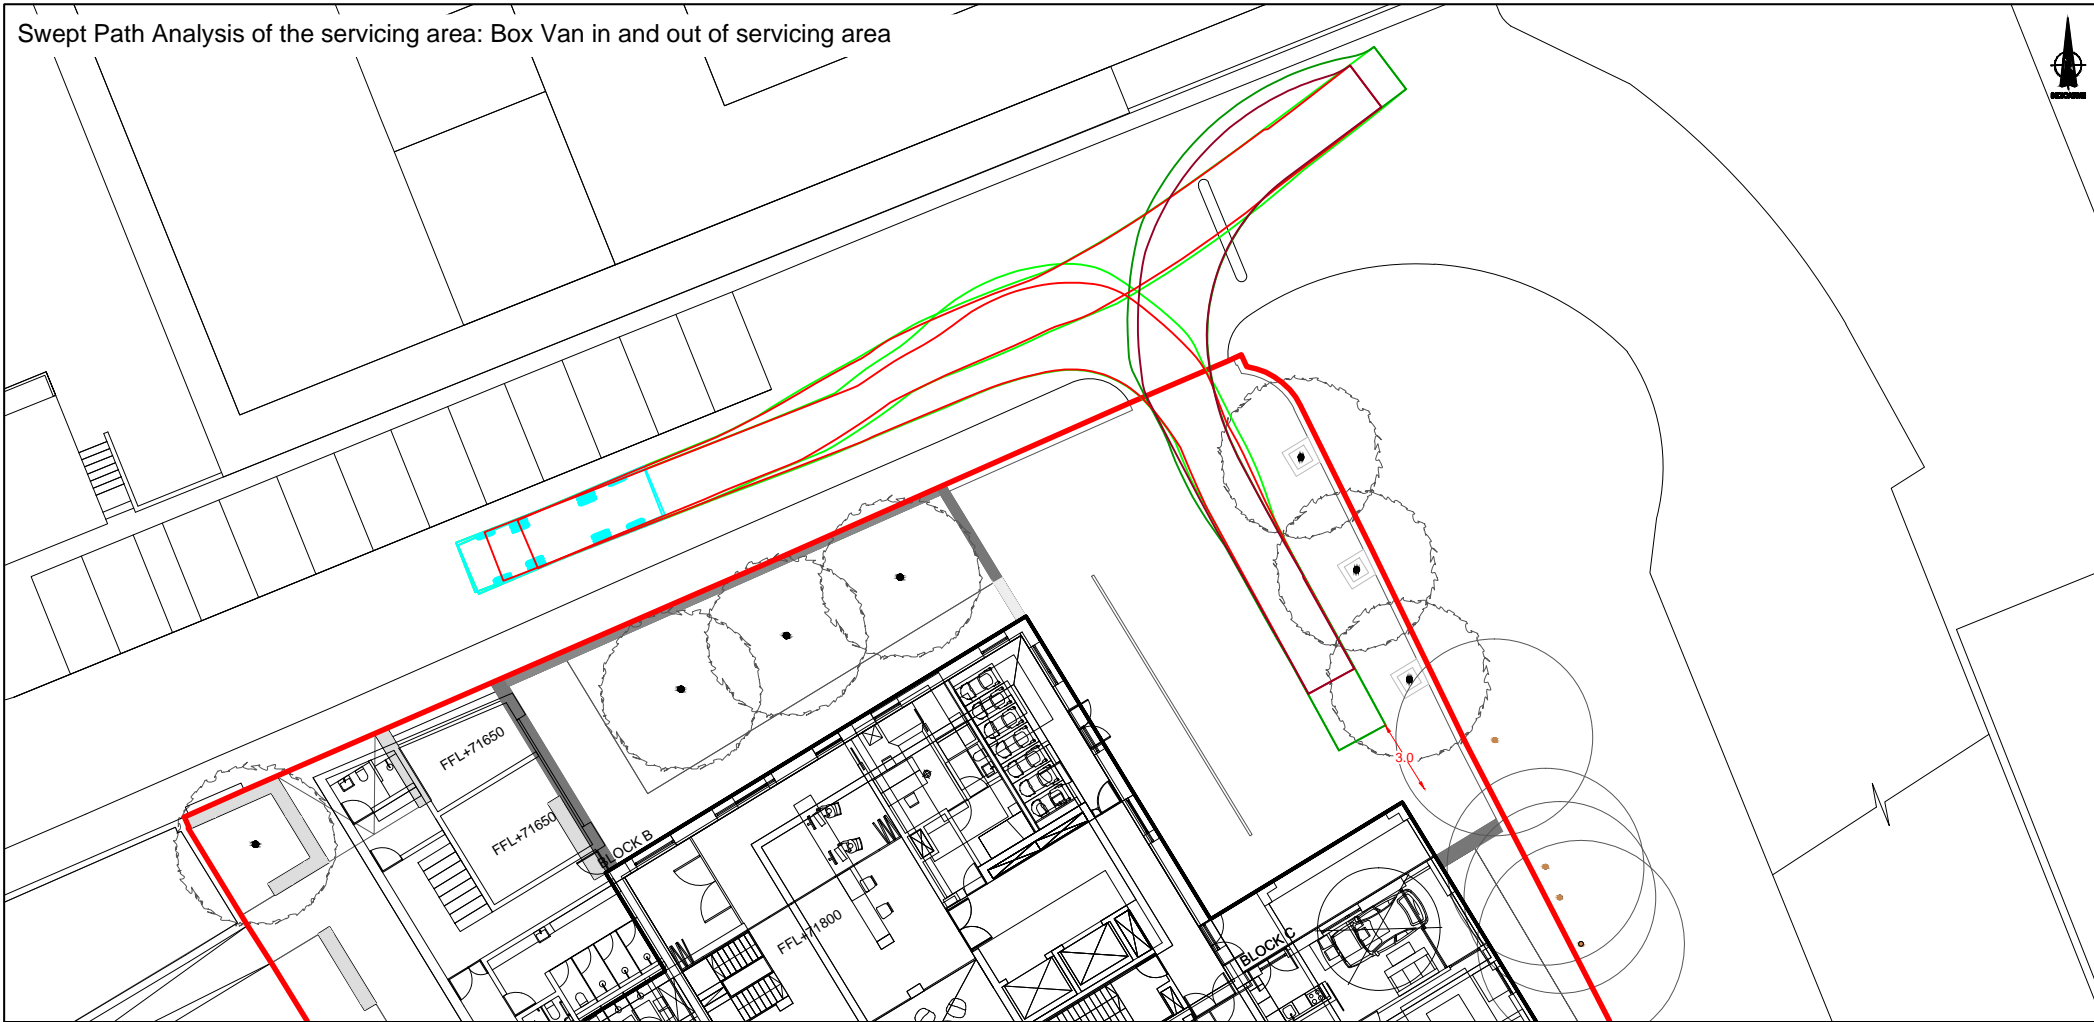 Swept Path Analysis of the servicing area: Box Van in and out of servicing area
FFL+71650
FFL+71650
BLOCK B
FFL+71800
3.0
BLOCK C